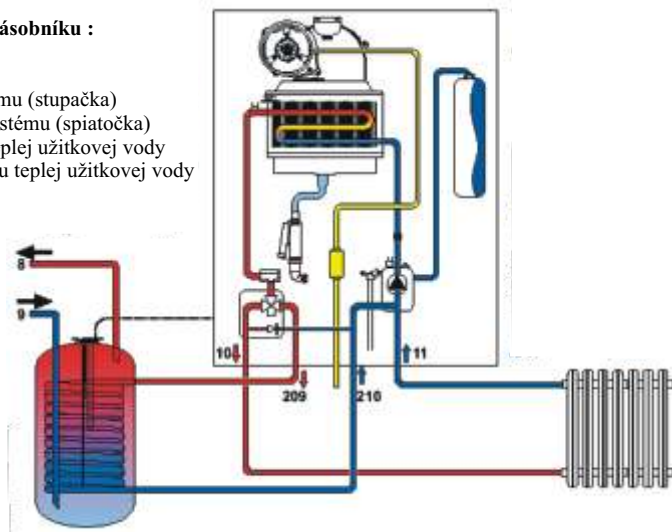 ásobníku :
mu (stupačka)
stému (spiatočka)
plej užitkovej vody
u teplej užitkovej vody
8
9
10
11
209
210